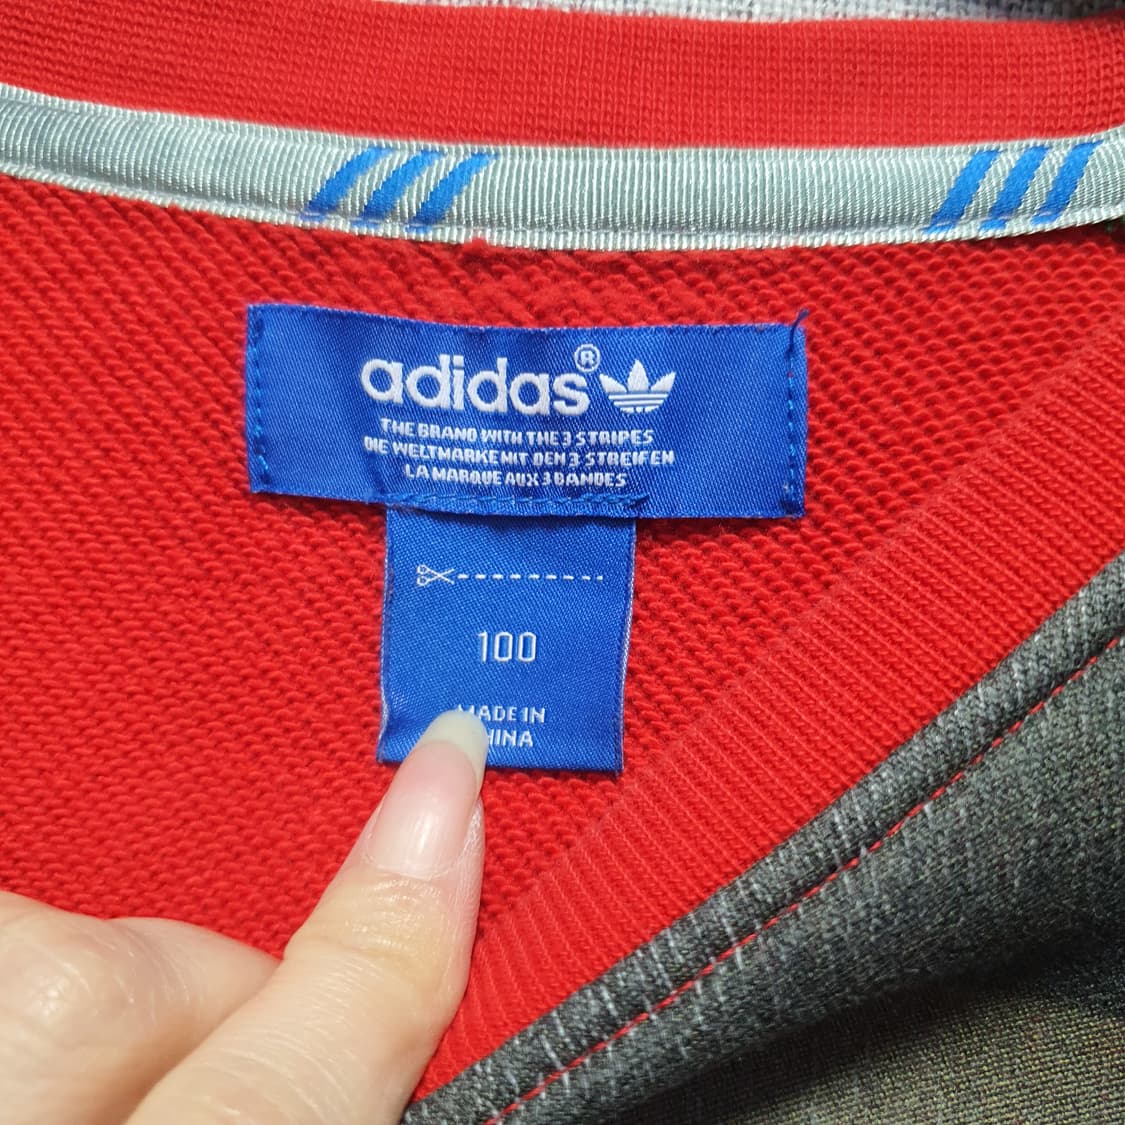 adidas®
THE BRAND WITH THE 3 STRIPES
DIE WELTMARKE MIT DEN 3 STREIFEN
LA MARQUE AUX 3 BANDES
100
MADE IN
HINA